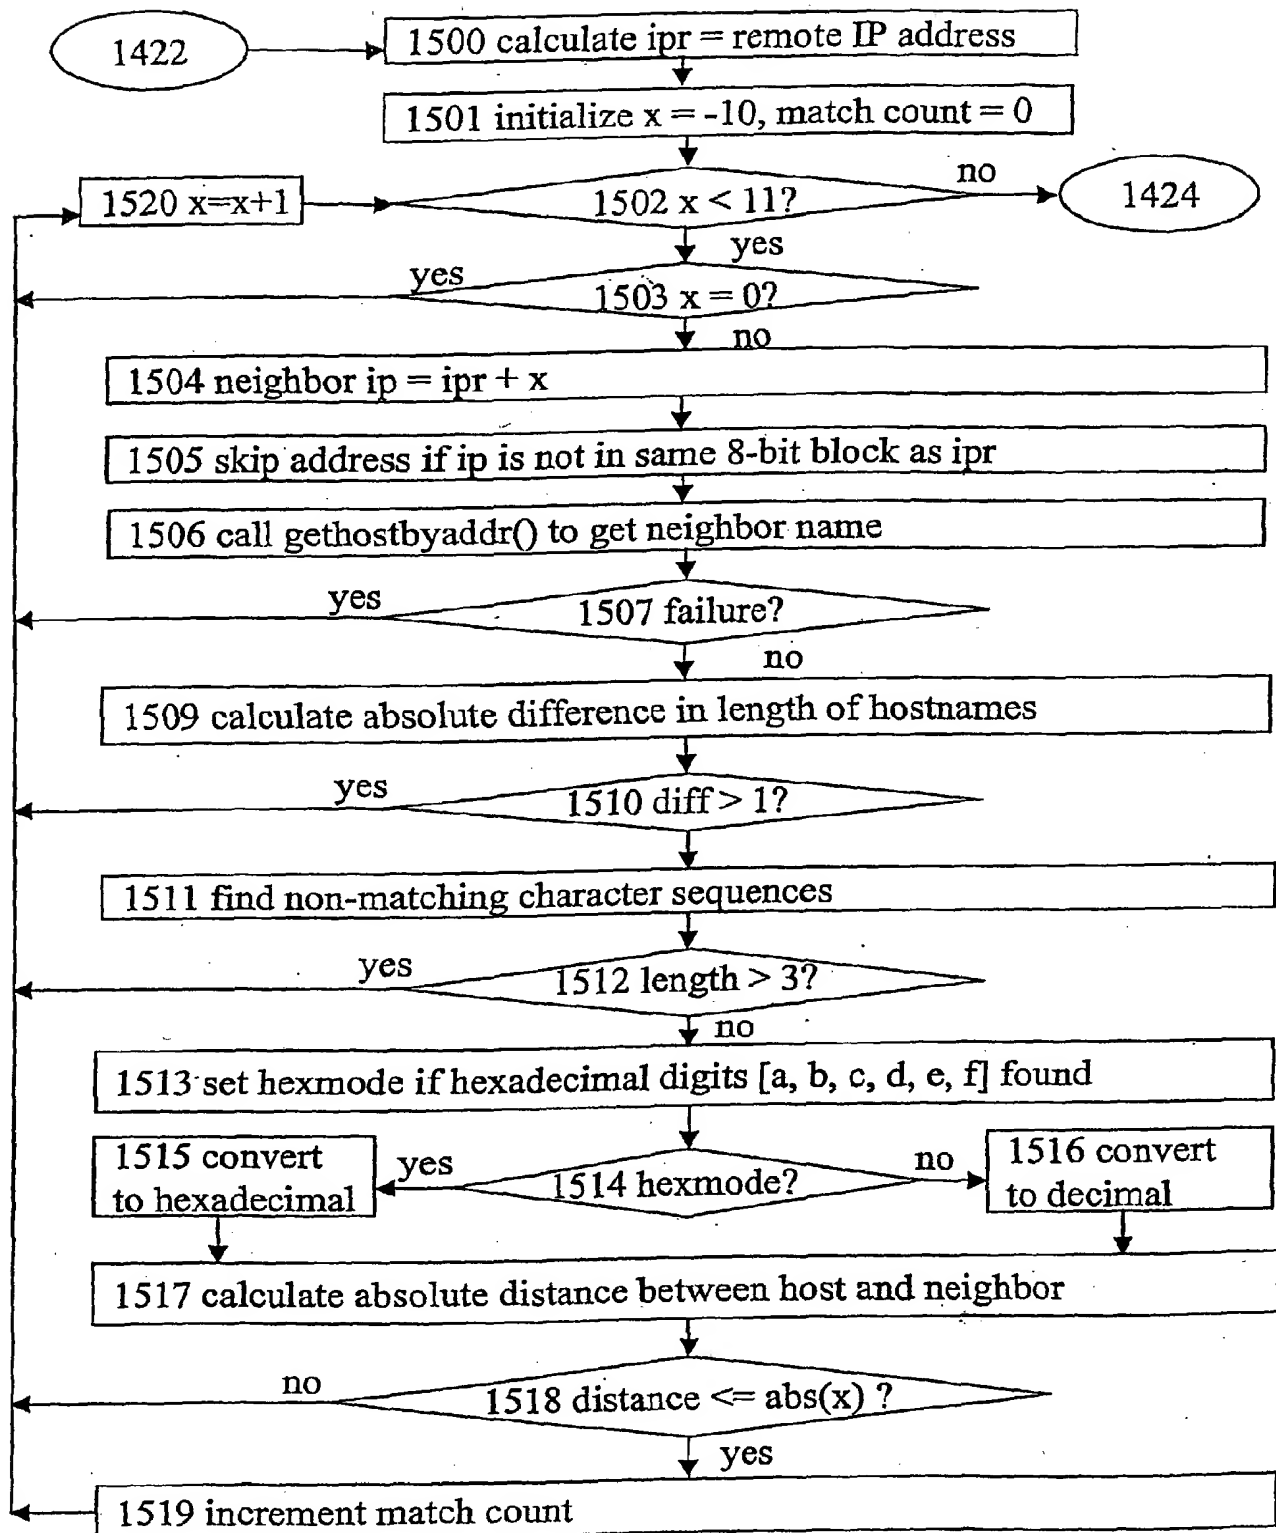 1422
1500 calculate ipr = remote IP address
1501 initialize x = -10, match count = 0
no
1520 x=x+1
1502 x < 11?
1424
yes
yes
1503 x = 0?
no
1504 neighbor ip = ipr + x
1505 skip address if ip is not in same 8-bit block as ipr
1506 call gethostbyaddr() to get neighbor name
yes
1507 failure?
no
1509 calculate absolute difference in length of hostnames
yes
1510 diff > 1?
1511 find non-matching character sequences
yes
1512 length > 3?
no
1513 set hexmode if hexadecimal digits [a, b, c, d, e, f] found
1515 convert
to hexadecimal
yes
1514 hexmode?
no
1516 convert
to decimal
1517 calculate absolute distance between host and neighbor
no
1518 distance <= abs(x) ?
yes
1519 increment match count